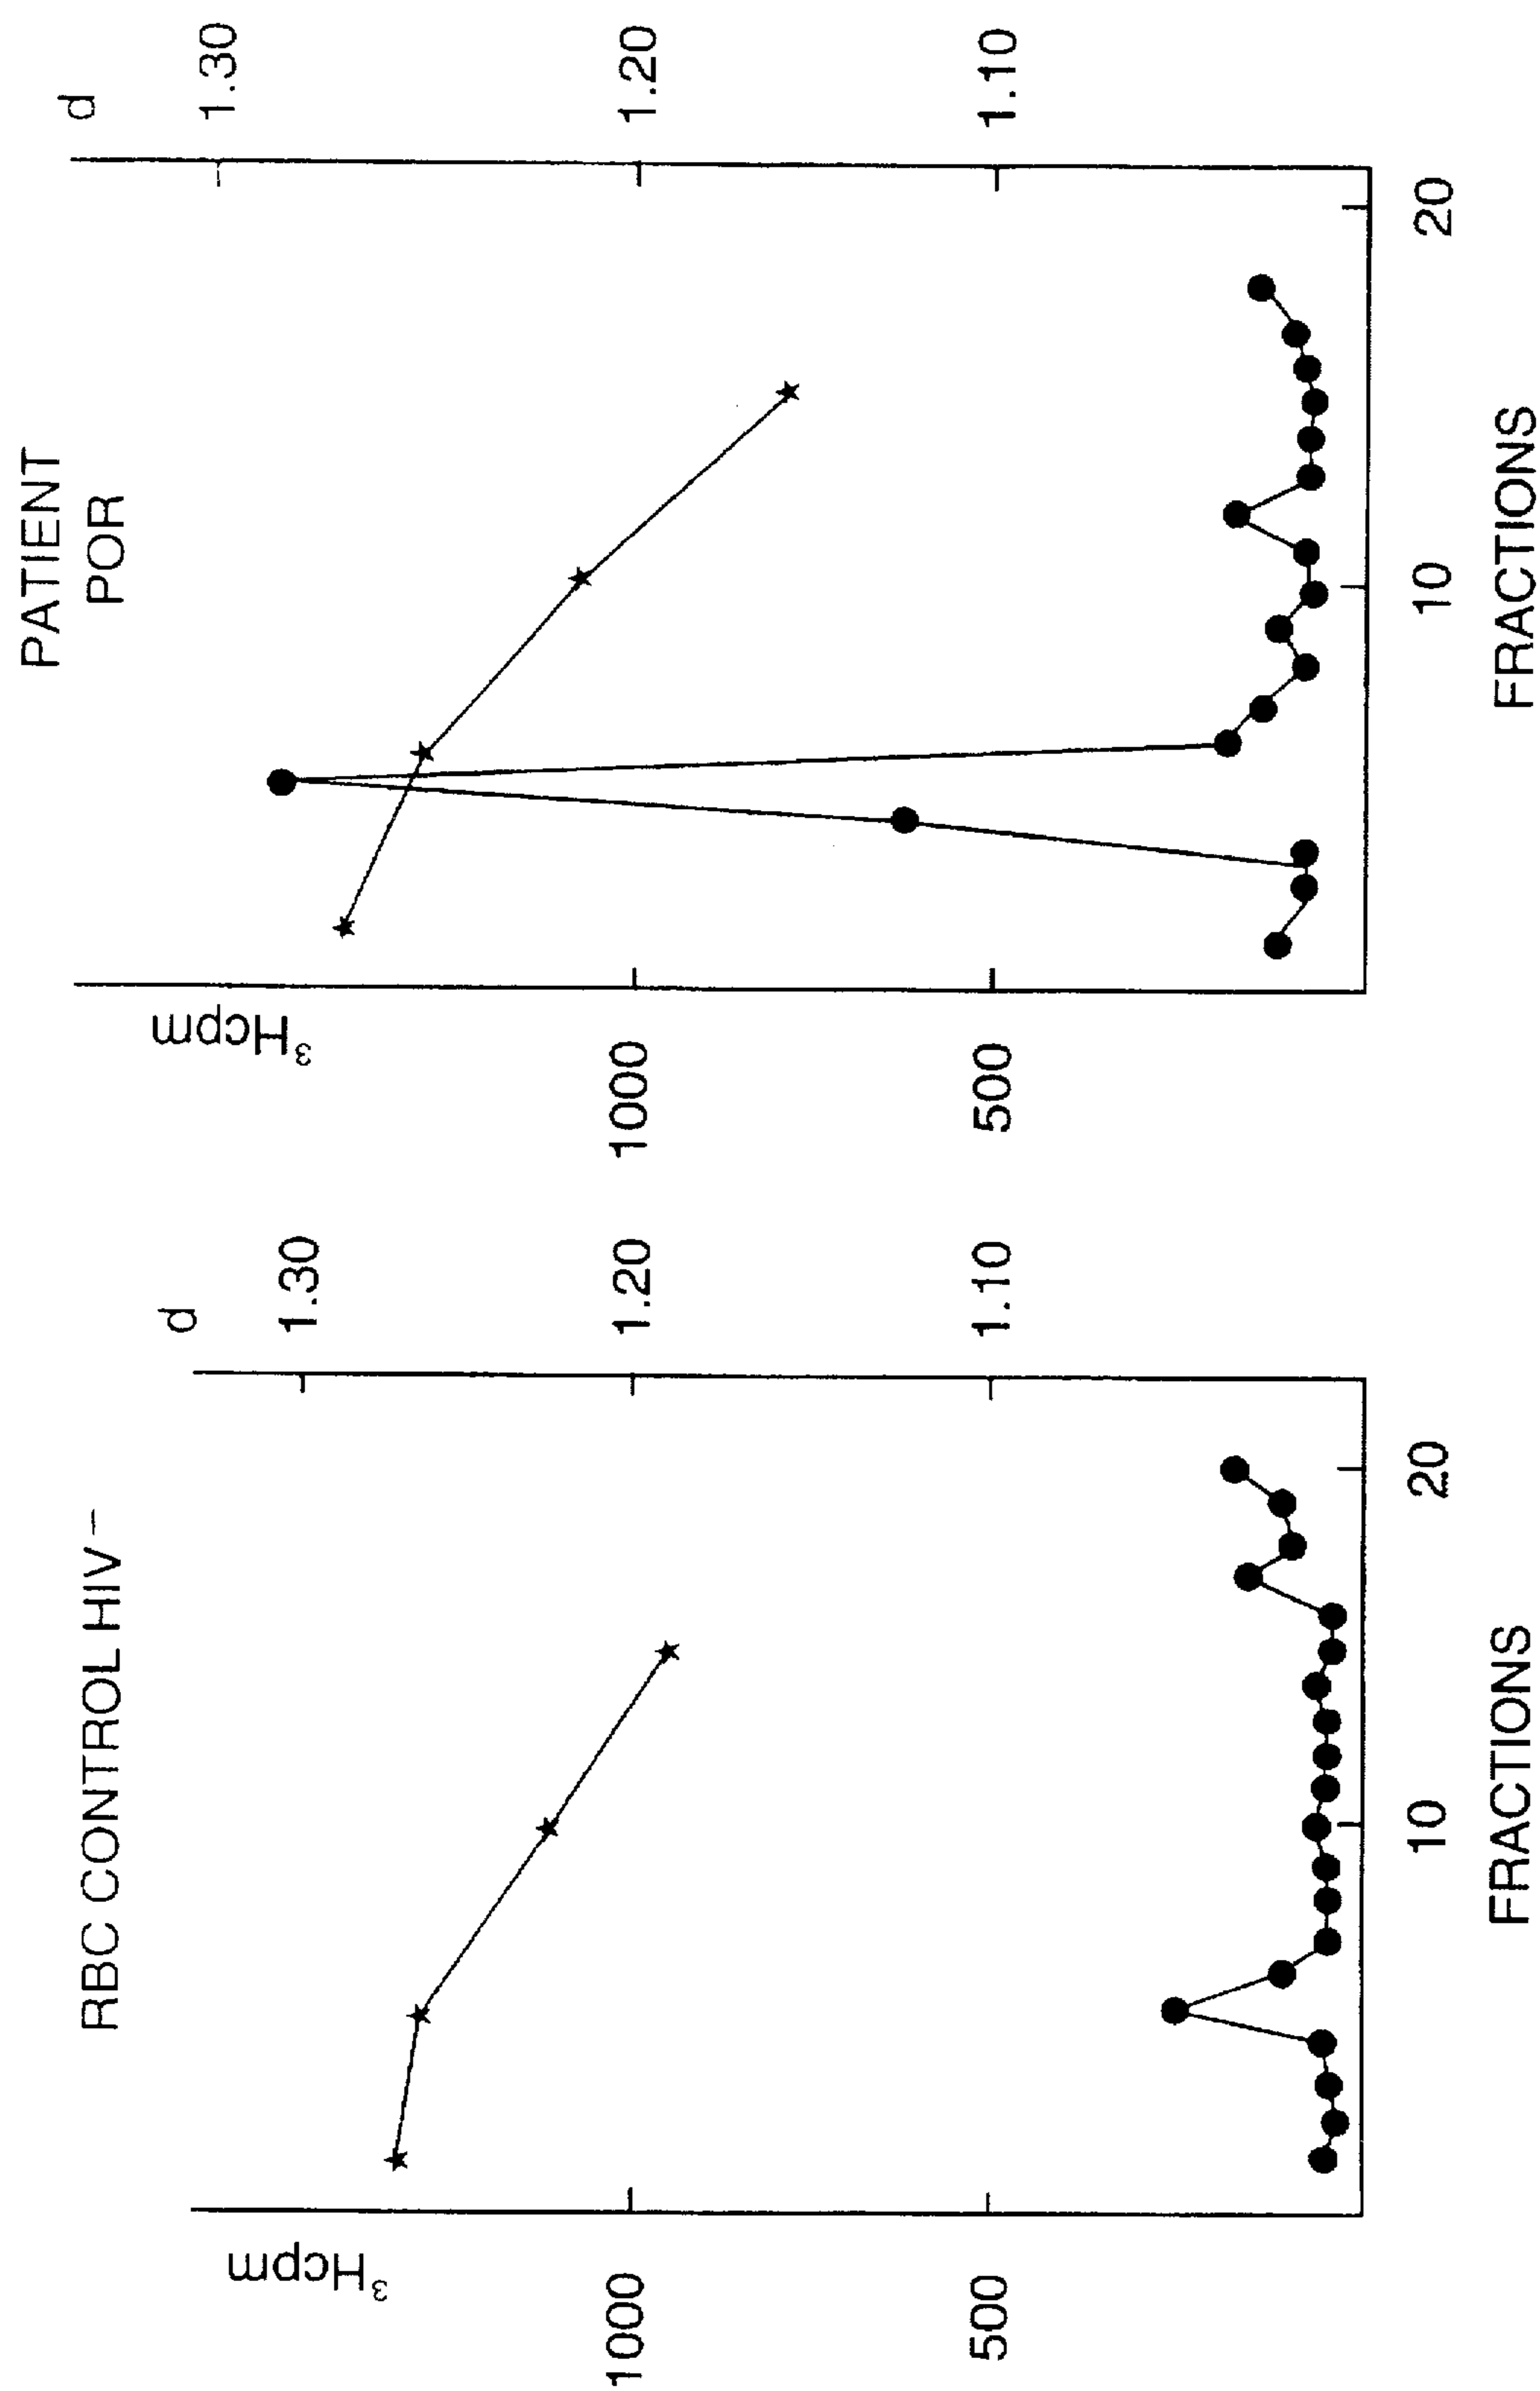 RBC CONTROL HIV –
³Hcpm
d
1000
500
1.30
1.20
1.10
10
20
FRACTIONS
PATIENT
POR
³Hcpm
d
1000
500
1.30
1.20
1.10
10
20
FRACTIONS